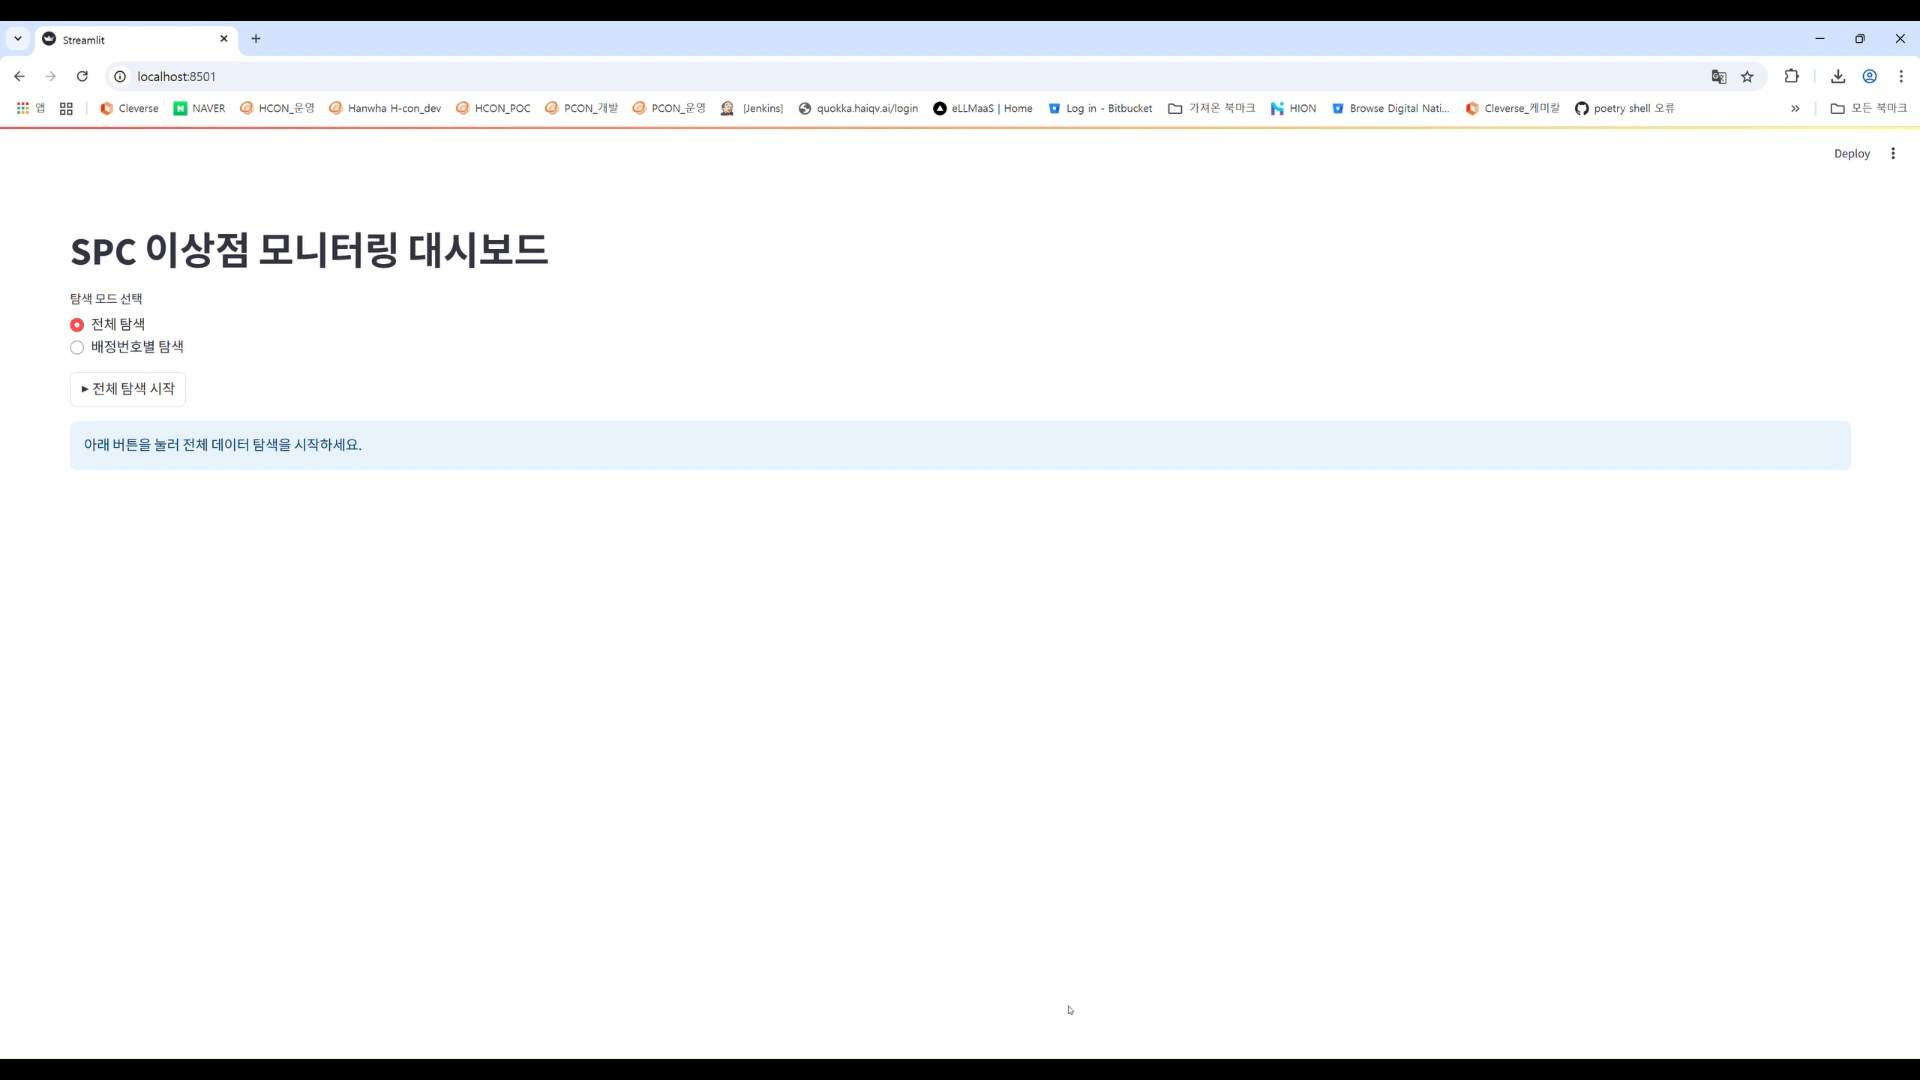 Streamlit
localhost:8501
앱
Cleverse
NAVER
HCON_운영
Hanwha H-con_dev
HCON_POC
PCON_개발
PCON_운영
[Jenkins]
quokka.haiqv.ai/login
eLLMaaS | Home
Log in - Bitbucket
가져온 북마크
HION
Browse Digital Nati...
Cleverse_케미칼
poetry shell 오류
»
모든 북마크
Deploy
SPC 이상점 모니터링 대시보드
탐색 모드 선택
전체 탐색
배정번호별 탐색
▸ 전체 탐색 시작
아래 버튼을 눌러 전체 데이터 탐색을 시작하세요.